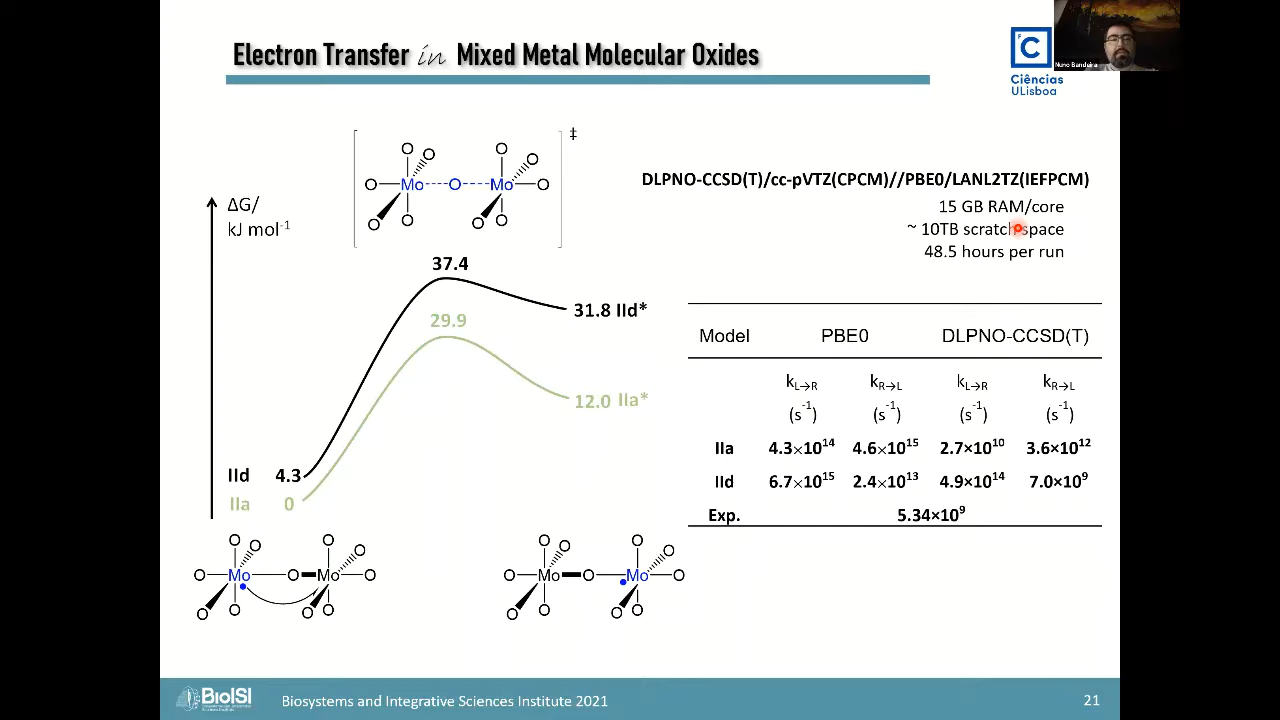 Electron Transfer in Mixed Metal Molecular Oxides
F
C
Ciências
ULisboa
Nuno Bandeira
‡
O O O O
O Mo O Mo O
O O O O
DLPNO-CCSD(T)/cc-pVTZ(CPCM)//PBE0/LANL2TZ(IEFPCM)
15 GB RAM/core
~ 10TB scratch space
48.5 hours per run
ΔG/
kJ mol-1
37.4
31.8 IId*
29.9
12.0 IIa*
IId 4.3
IIa 0
Model PBE0 DLPNO-CCSD(T)
kL→R kR→L kL→R kR→L
(s-1) (s-1) (s-1) (s-1)
IIa 4.3×10^14 4.6×10^15 2.7×10^10 3.6×10^12
IId 6.7×10^15 2.4×10^13 4.9×10^14 7.0×10^9
Exp. 5.34×10^9
O O O O
O Mo O Mo O
O O O O
O O O O
O Mo O Mo O
O O O O
BioISI
Biosystems and Integrative Sciences Institute 2021
21